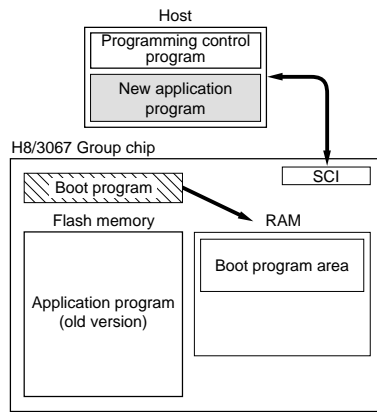 Host
Programming control
program
New application
program
H8/3067 Group chip
SCI
Boot program
Flash memory
RAM
Boot program area
Application program
(old version)